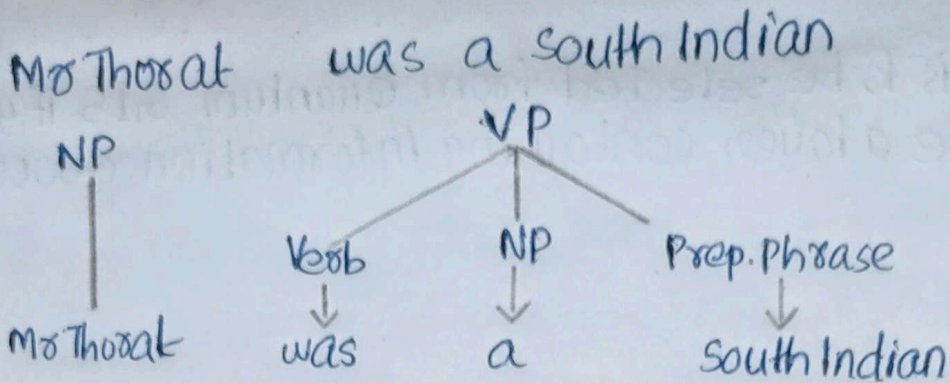 Mr Thorat was a south Indian
NP VP
Verb NP Prep. Phrase
Mr Thorat was a South Indian